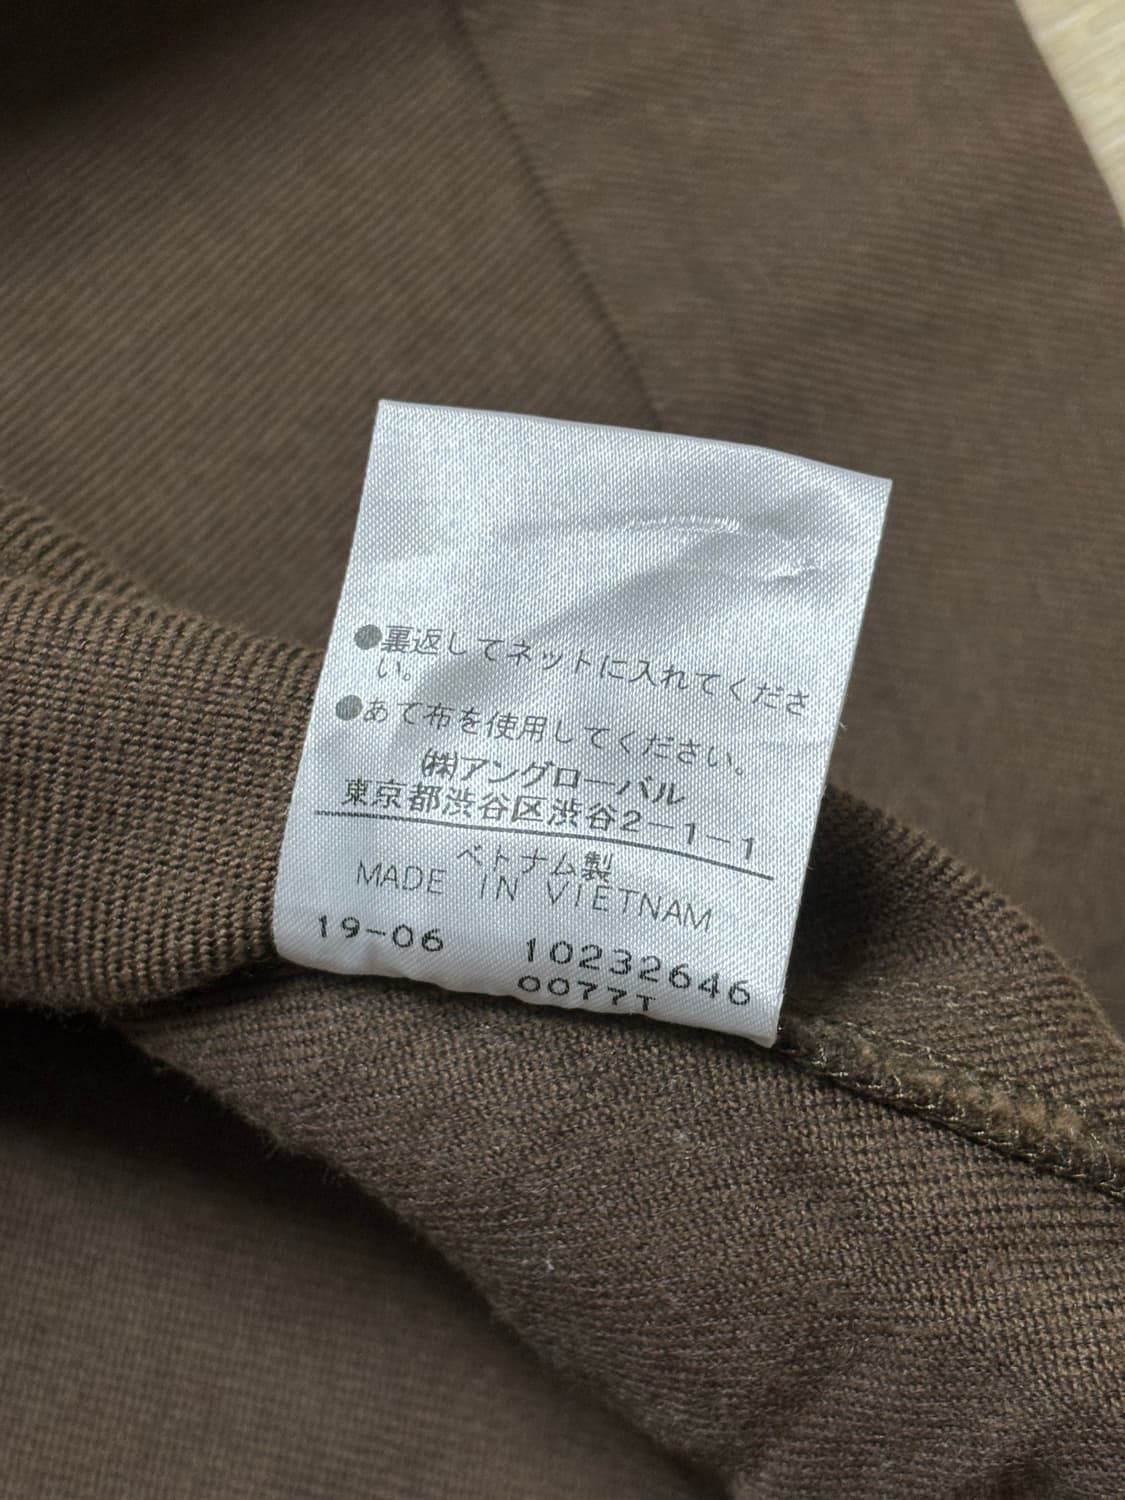 ●裏返してネットに入れてくださ
い。
●あて布を使用してください。
(株)アングローバル
東京都渋谷区渋谷2-1-1
ベトナム製
MADE IN VIETNAM
19-06 10232646
0077T